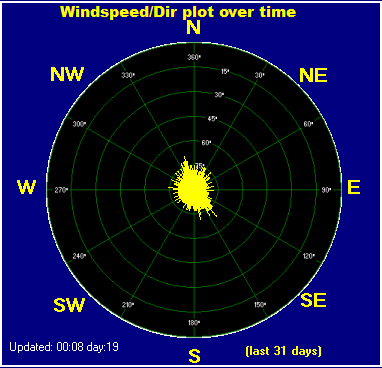 Windspeed/Dir plot over time
N
360°
NW
330°
15°
30°
NE
300°
45°
60°
60°
75°
W
270°
90°
E
240°
120°
SW
210°
150°
SE
180°
Updated: 00:08 day:19
S
(last 31 days)